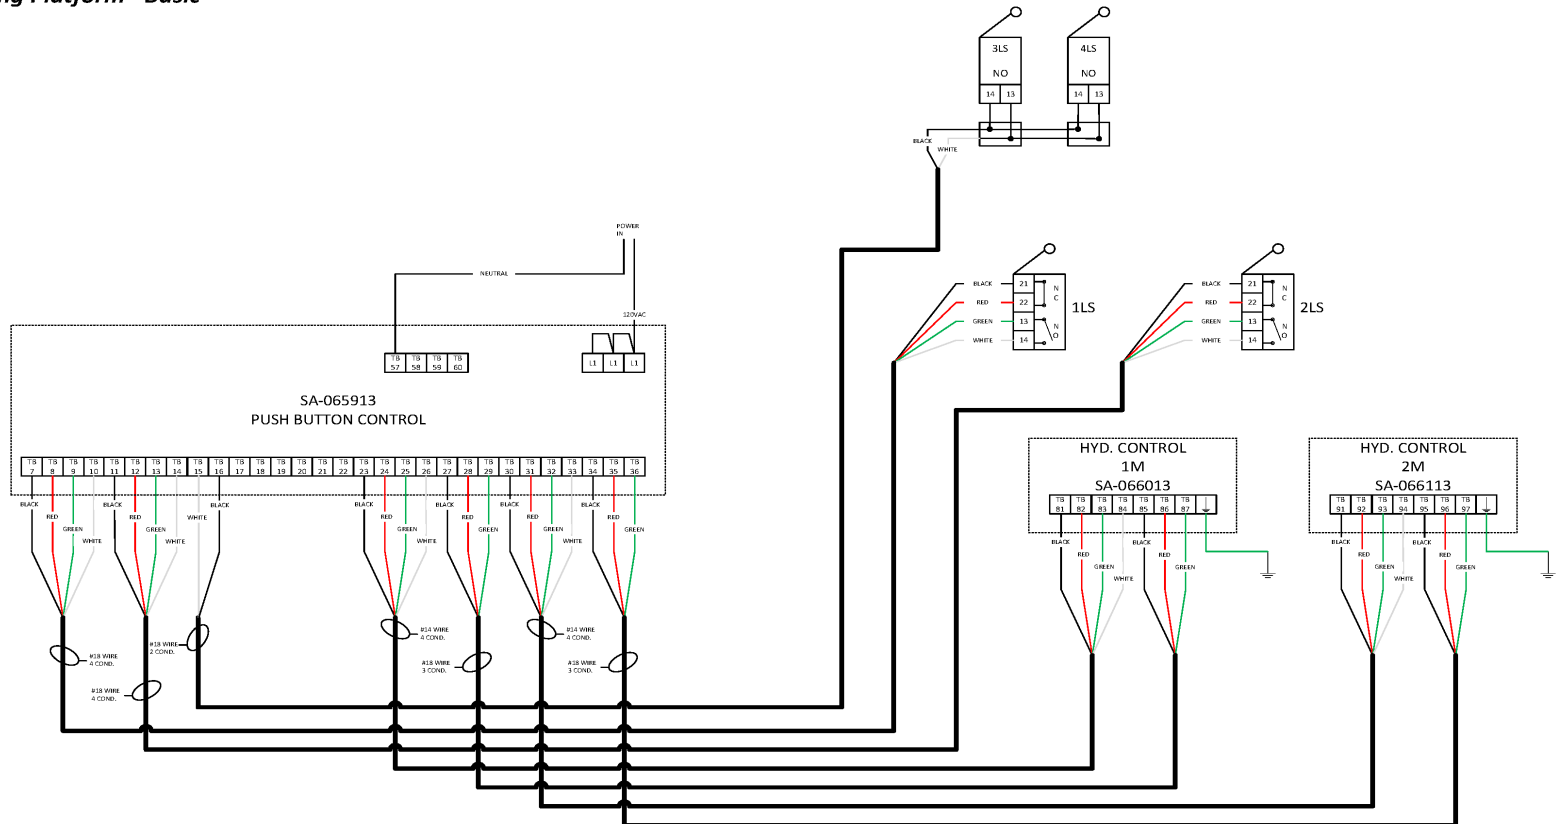 ng Platform - Basic
3LS
NO
14 13
4LS
NO
14 13
BLACK
WHITE
POWER
IN
NEUTRAL
120VAC
21
22
13
14
NC
NO
1LS
BLACK
RED
GREEN
WHITE
21
22
13
14
NC
NO
2LS
BLACK
RED
GREEN
WHITE
TB 57 TB 58 TB 59 TB 60
L1 L1 L1
SA-065913
PUSH BUTTON CONTROL
TB 7 TB 8 TB 9 TB 10 TB 11 TB 12 TB 13 TB 14 TB 15 TB 16 TB 17 TB 18 TB 19 TB 20 TB 21 TB 22 TB 23 TB 24 TB 25 TB 26 TB 27 TB 28 TB 29 TB 30 TB 31 TB 32 TB 33 TB 34 TB 35 TB 36
BLACK RED GREEN WHITE
BLACK RED GREEN WHITE
WHITE BLACK
BLACK RED GREEN WHITE
BLACK RED GREEN
BLACK RED GREEN WHITE
BLACK RED GREEN
HYD. CONTROL
1M
SA-066013
TB 81 TB 82 TB 83 TB 84 TB 85 TB 86 TB 87
BLACK RED GREEN WHITE
BLACK RED GREEN
HYD. CONTROL
2M
SA-066113
TB 91 TB 92 TB 93 TB 94 TB 95 TB 96 TB 97
BLACK RED GREEN WHITE
BLACK RED GREEN
#18 WIRE
4 COND.
#18 WIRE
4 COND.
#18 WIRE
2 COND.
#14 WIRE
4 COND.
#18 WIRE
3 COND.
#14 WIRE
4 COND.
#18 WIRE
3 COND.